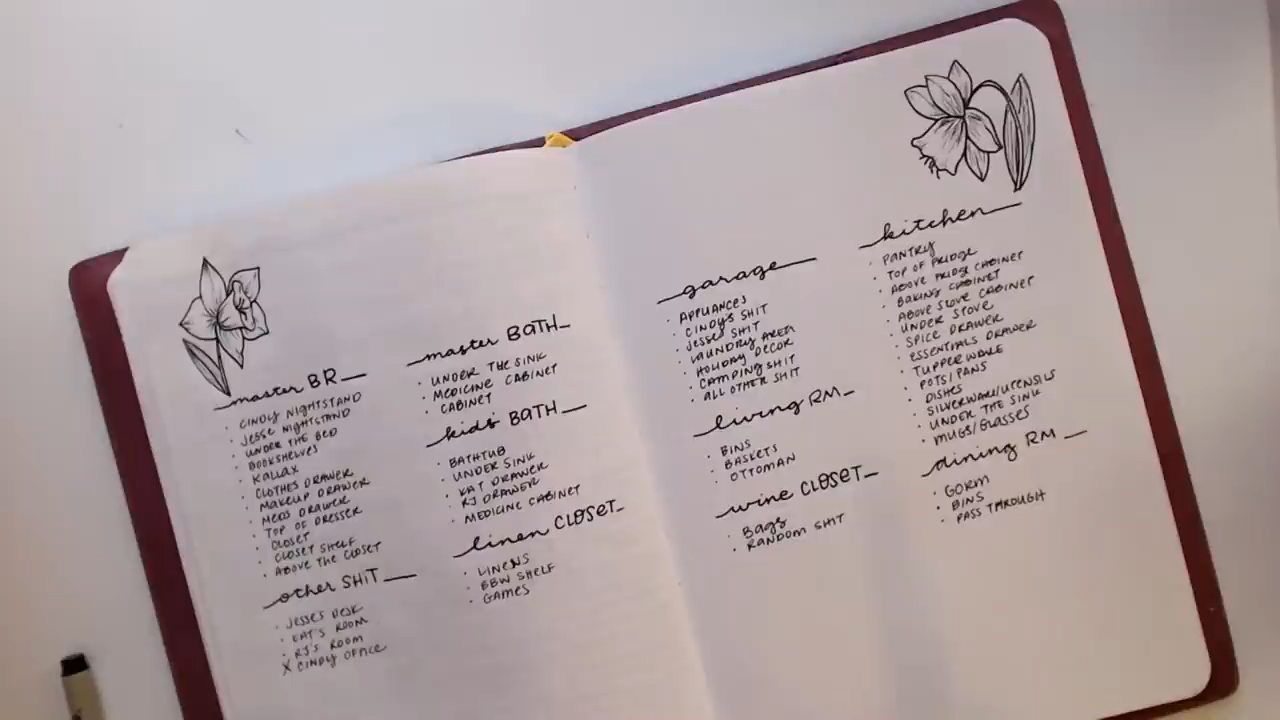 master BR
• CINDY NIGHTSTAND
• JESSE NIGHTSTAND
• UNDER THE BED
• BOOKSHELVES
• KALLAX
• CLOTHES DRAWER
• MAKEUP DRAWER
• MEDS DRAWER
• TOP OF DRESSER
• CLOSET
• CLOSET SHELF
• ABOVE THE CLOSET
other SHIT
• JESSE'S DESK
• KAT'S ROOM
• RJ'S ROOM
X CINDY OFFICE
master BATH
• UNDER THE SINK
• MEDICINE CABINET
• CABINET
kids' BATH
• BATHTUB
• UNDER SINK
• KAT DRAWER
• RJ DRAWER
• MEDICINE CABINET
linen CLOSET
• LINENS
• BBW SHELF
• GAMES
garage
• APPLIANCES
• CINDY'S SHIT
• JESSE'S SHIT
• LAUNDRY AREA
• HOLIDAY DECOR
• CAMPING SHIT
• ALL OTHER SHIT
living RM
• BINS
• BASKETS
• OTTOMAN
wine CLOSET
• BAGS
• RANDOM SHIT
kitchen
• PANTRY
• TOP OF FRIDGE
• ABOVE FRIDGE CABINET
• BAKING CABINET
• ABOVE STOVE CABINET
• UNDER STOVE
• SPICE DRAWER
• ESSENTIALS DRAWER
• TUPPERWARE
• POTS/PANS
• DISHES
• SILVERWARE/UTENSILS
• UNDER THE SINK
• MUGS/GLASSES
dining RM
• GORM
• BINS
• PASS THROUGH